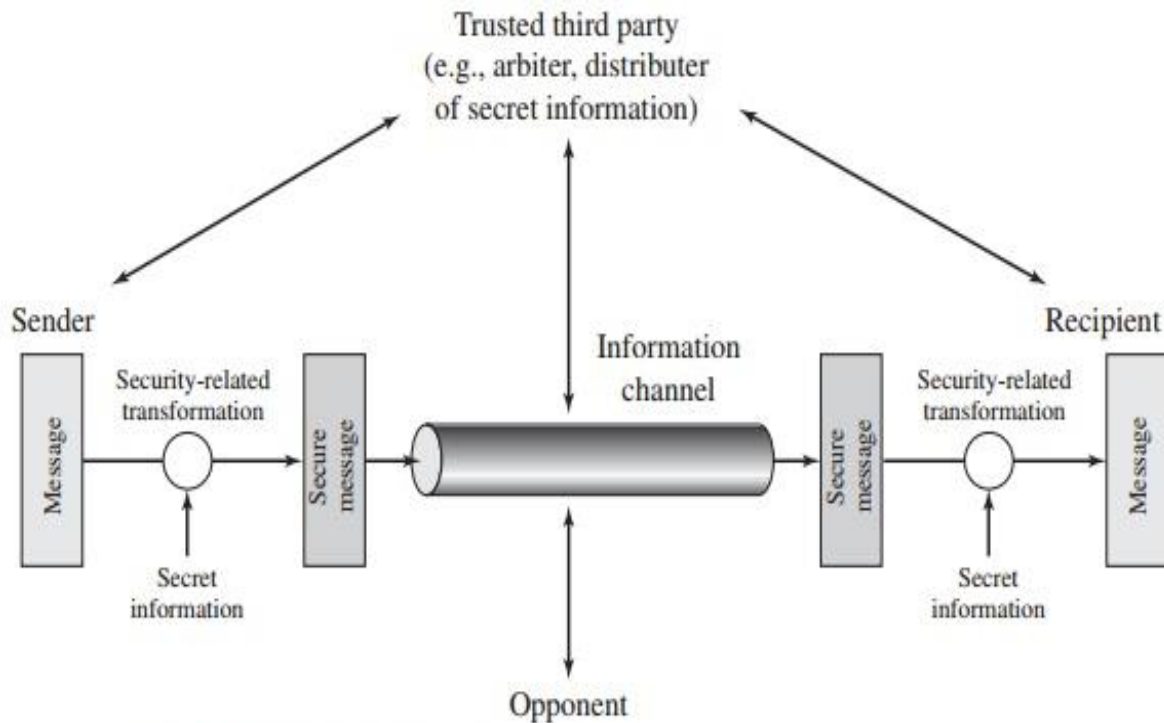 Trusted third party
(e.g., arbiter, distributer
of secret information)
Sender
Recipient
Information
channel
Security-related
transformation
Security-related
transformation
Message
Secure
message
Secure
message
Message
Secret
information
Secret
information
Opponent